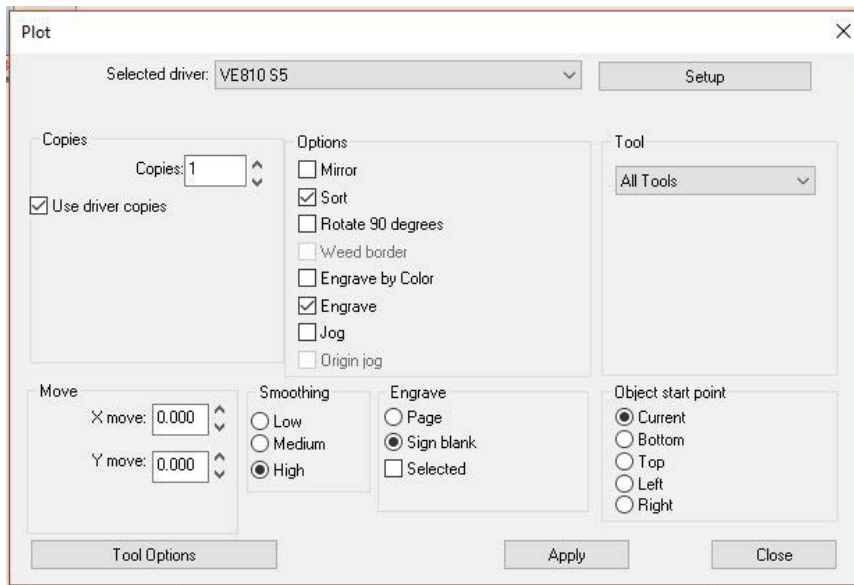 Plot
Selected driver: VE810 S5
Setup
Copies
Copies: 1
Use driver copies
Options
Mirror
Sort
Rotate 90 degrees
Weed border
Engrave by Color
Engrave
Jog
Origin jog
Tool
All Tools
Move
X move: 0.000
Y move: 0.000
Smoothing
Low
Medium
High
Engrave
Page
Sign blank
Selected
Object start point
Current
Bottom
Top
Left
Right
Tool Options
Apply
Close